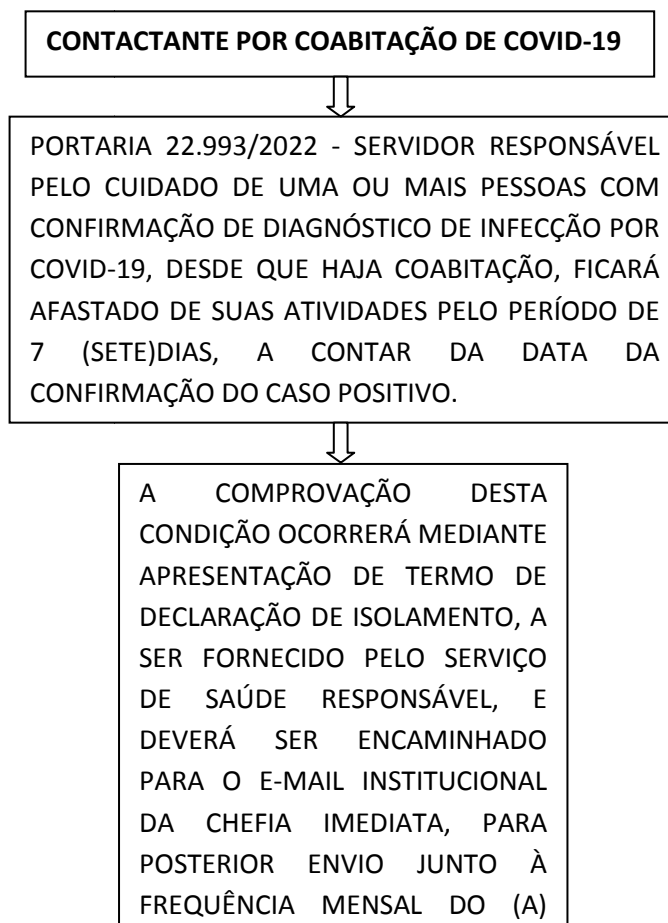 CONTACTANTE POR COABITAÇÃO DE COVID-19
PORTARIA 22.993/2022 - SERVIDOR RESPONSÁVEL
PELO CUIDADO DE UMA OU MAIS PESSOAS COM
CONFIRMAÇÃO DE DIAGNÓSTICO DE INFECÇÃO POR
COVID-19, DESDE QUE HAJA COABITAÇÃO, FICARÁ
AFASTADO DE SUAS ATIVIDADES PELO PERÍODO DE
7 (SETE)DIAS, A CONTAR DA DATA DA
CONFIRMAÇÃO DO CASO POSITIVO.
A COMPROVAÇÃO DESTA
CONDIÇÃO OCORRERÁ MEDIANTE
APRESENTAÇÃO DE TERMO DE
DECLARAÇÃO DE ISOLAMENTO, A
SER FORNECIDO PELO SERVIÇO
DE SAÚDE RESPONSÁVEL, E
DEVERÁ SER ENCAMINHADO
PARA O E-MAIL INSTITUCIONAL
DA CHEFIA IMEDIATA, PARA
POSTERIOR ENVIO JUNTO À
FREQUÊNCIA MENSAL DO (A)